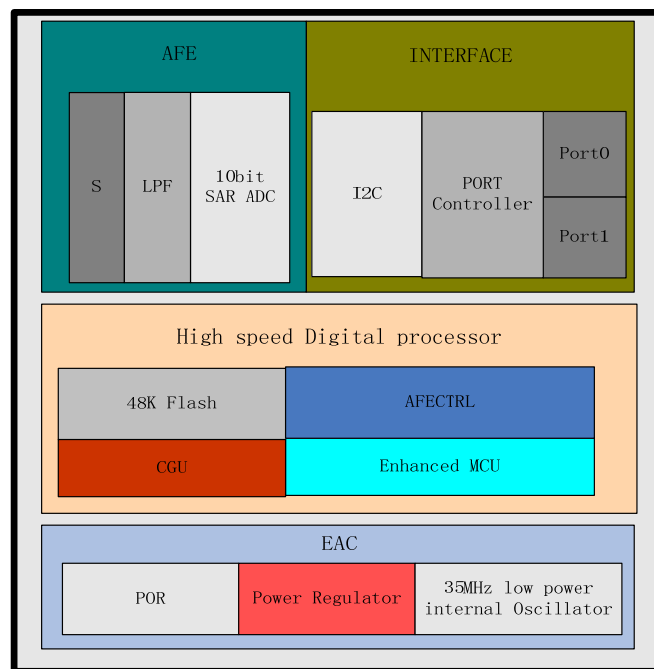 AFE
INTERFACE
S
LPF
10bit
SAR ADC
I2C
PORT
Controller
Port0
Port1
High speed Digital processor
48K Flash
AFECTRL
CGU
Enhanced MCU
EAC
POR
Power Regulator
35MHz low power
internal Oscillator